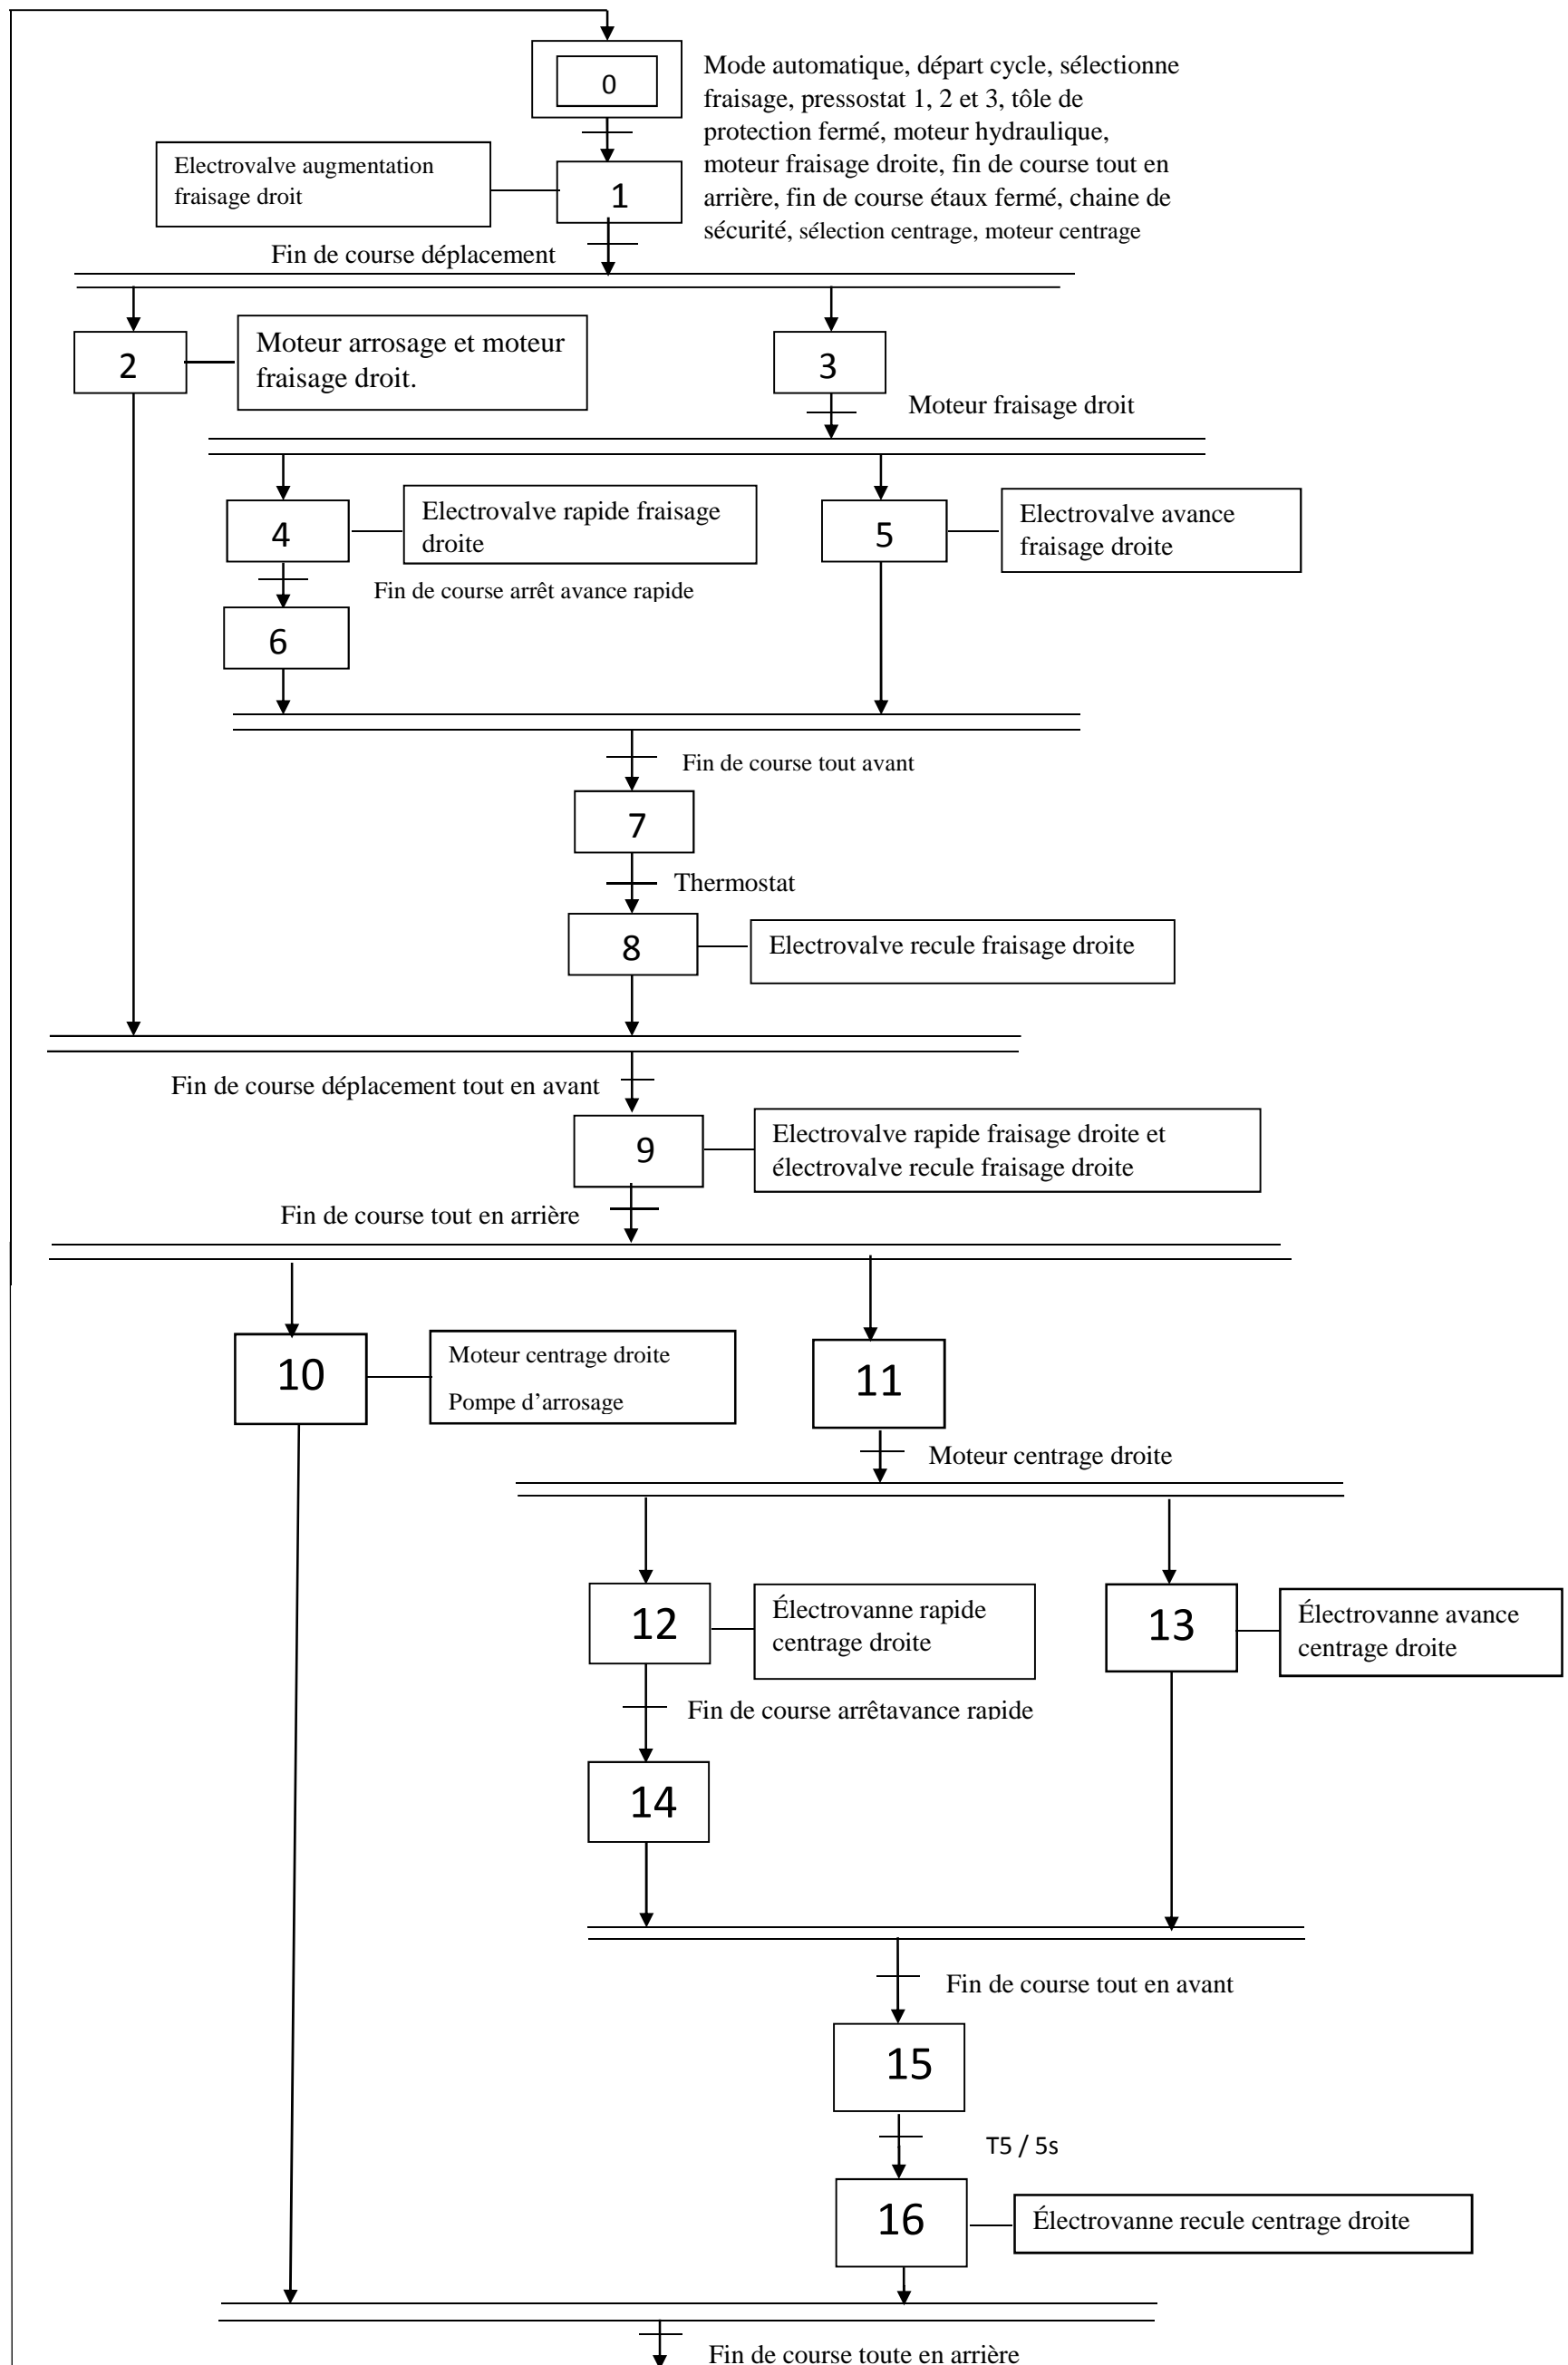 0
Mode automatique, départ cycle, sélectionne
fraisage, pressostat 1, 2 et 3, tôle de
protection fermé, moteur hydraulique,
moteur fraisage droite, fin de course tout en
arrière, fin de course étaux fermé, chaine de
sécurité, sélection centrage, moteur centrage
Electrovalve augmentation
fraisage droit
1
Fin de course déplacement
2
Moteur arrosage et moteur
fraisage droit.
3
Moteur fraisage droit
4
Electrovalve rapide fraisage
droite
5
Electrovalve avance
fraisage droite
Fin de course arrêt avance rapide
6
Fin de course tout avant
7
Thermostat
8
Electrovalve recule fraisage droite
Fin de course déplacement tout en avant
9
Electrovalve rapide fraisage droite et
électrovalve recule fraisage droite
Fin de course tout en arrière
10
Moteur centrage droite
Pompe d’arrosage
11
Moteur centrage droite
12
Électrovanne rapide
centrage droite
13
Électrovanne avance
centrage droite
Fin de course arrêtavance rapide
14
Fin de course tout en avant
15
T5 / 5s
16
Électrovanne recule centrage droite
Fin de course toute en arrière